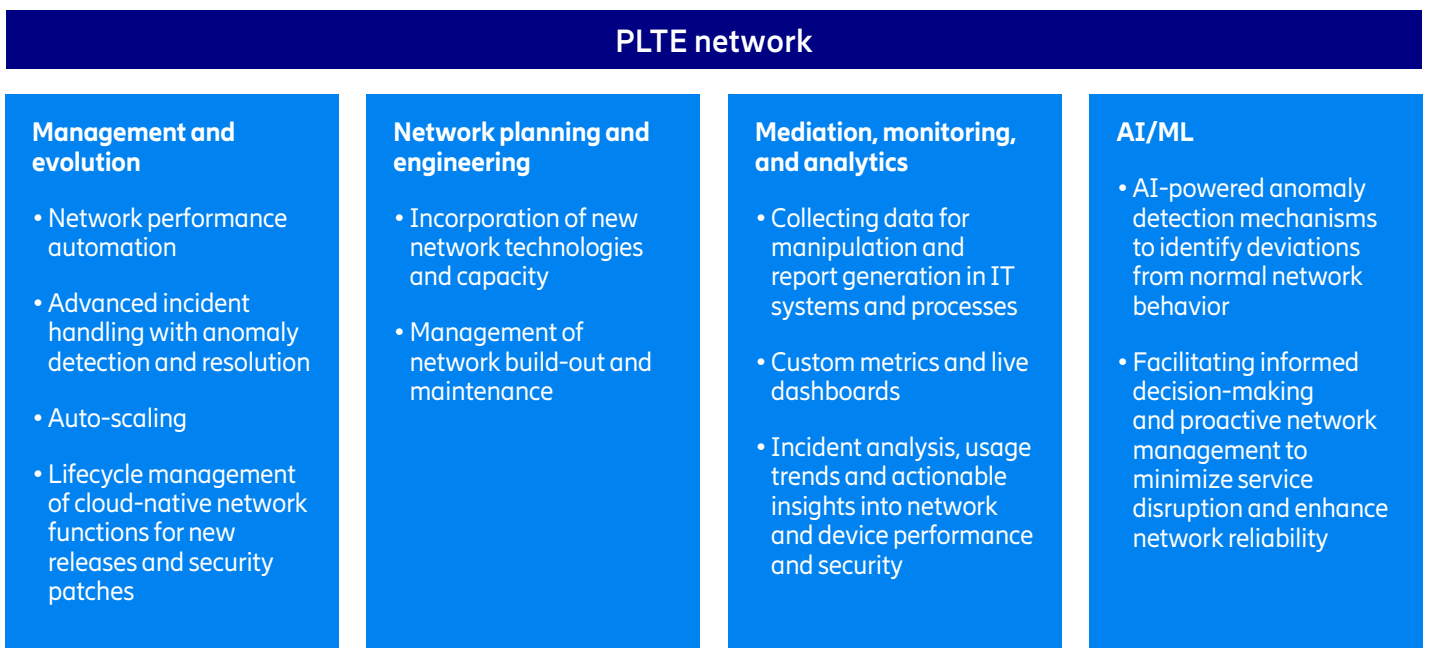 PLTE network
Management and
evolution
• Network performance
automation
• Advanced incident
handling with anomaly
detection and resolution
• Auto-scaling
• Lifecycle management
of cloud-native network
functions for new
releases and security
patches
Network planning and
engineering
• Incorporation of new
network technologies
and capacity
• Management of
network build-out and
maintenance
Mediation, monitoring,
and analytics
• Collecting data for
manipulation and
report generation in IT
systems and processes
• Custom metrics and live
dashboards
• Incident analysis, usage
trends and actionable
insights into network
and device performance
and security
AI/ML
• AI-powered anomaly
detection mechanisms
to identify deviations
from normal network
behavior
• Facilitating informed
decision-making
and proactive network
management to
minimize service
disruption and enhance
network reliability